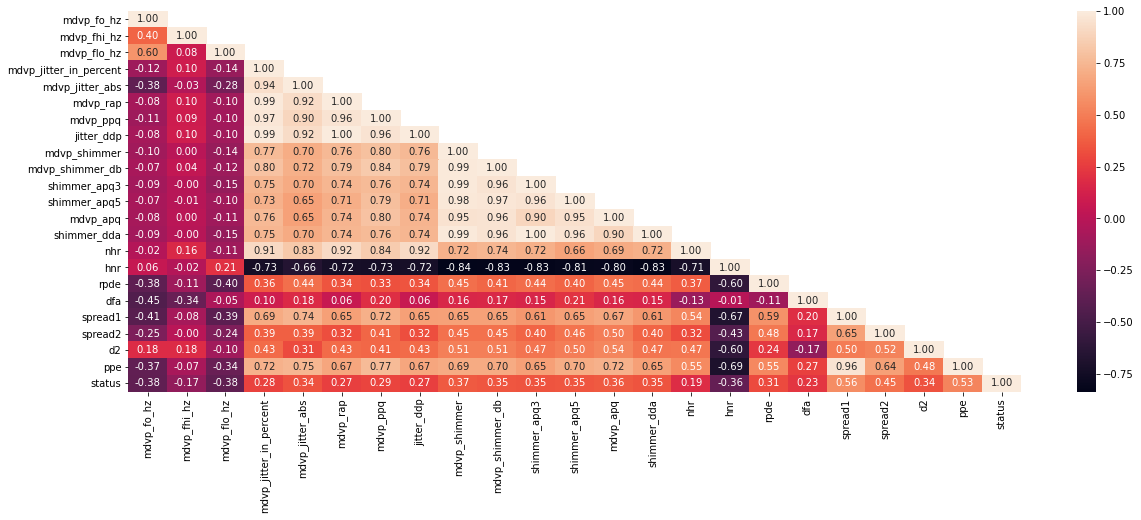 mdvp_fo_hz 1.00
mdvp_fhi_hz 0.40 1.00
mdvp_flo_hz 0.60 0.08 1.00
mdvp_jitter_in_percent -0.12 0.10 -0.14 1.00
mdvp_jitter_abs -0.38 -0.03 -0.28 0.94 1.00
mdvp_rap -0.08 0.10 -0.10 0.99 0.92 1.00
mdvp_ppq -0.11 0.09 -0.10 0.97 0.90 0.96 1.00
jitter_ddp -0.08 0.10 -0.10 0.99 0.92 1.00 0.96 1.00
mdvp_shimmer -0.10 0.00 -0.14 0.77 0.70 0.76 0.80 0.76 1.00
mdvp_shimmer_db -0.07 0.04 -0.12 0.80 0.72 0.79 0.84 0.79 0.99 1.00
shimmer_apq3 -0.09 -0.00 -0.15 0.75 0.70 0.74 0.76 0.74 0.99 0.96 1.00
shimmer_apq5 -0.07 -0.01 -0.10 0.73 0.65 0.71 0.79 0.71 0.98 0.97 0.96 1.00
mdvp_apq -0.08 0.00 -0.11 0.76 0.65 0.74 0.80 0.74 0.95 0.96 0.90 0.95 1.00
shimmer_dda -0.09 -0.00 -0.15 0.75 0.70 0.74 0.76 0.74 0.99 0.96 1.00 0.96 0.90 1.00
nhr -0.02 0.16 -0.11 0.91 0.83 0.92 0.84 0.92 0.72 0.74 0.72 0.66 0.69 0.72 1.00
hnr 0.06 -0.02 0.21 -0.73 -0.66 -0.72 -0.73 -0.72 -0.84 -0.83 -0.83 -0.81 -0.80 -0.83 -0.71 1.00
rpde -0.38 -0.11 -0.40 0.36 0.44 0.34 0.33 0.34 0.45 0.41 0.44 0.40 0.45 0.44 0.37 -0.60 1.00
dfa -0.45 -0.34 -0.05 0.10 0.18 0.06 0.20 0.06 0.16 0.17 0.15 0.21 0.16 0.15 -0.13 -0.01 -0.11 1.00
spread1 -0.41 -0.08 -0.39 0.69 0.74 0.65 0.72 0.65 0.65 0.65 0.61 0.65 0.67 0.61 0.54 -0.67 0.59 0.20 1.00
spread2 -0.25 -0.00 -0.24 0.39 0.39 0.32 0.41 0.32 0.45 0.45 0.40 0.46 0.50 0.40 0.32 -0.43 0.48 0.17 0.65 1.00
d2 0.18 0.18 -0.10 0.43 0.31 0.43 0.41 0.43 0.51 0.51 0.47 0.50 0.54 0.47 0.47 -0.60 0.24 -0.17 0.50 0.52 1.00
ppe -0.37 -0.07 -0.34 0.72 0.75 0.67 0.77 0.67 0.69 0.70 0.65 0.70 0.72 0.65 0.55 -0.69 0.55 0.27 0.96 0.64 0.48 1.00
status -0.38 -0.17 -0.38 0.28 0.34 0.27 0.29 0.28 0.37 0.35 0.35 0.35 0.36 0.35 0.19 -0.36 0.31 0.23 0.56 0.45 0.34 0.53 1.00
mdvp_fo_hz
mdvp_fhi_hz
mdvp_flo_hz
mdvp_jitter_in_percent
mdvp_jitter_abs
mdvp_rap
mdvp_ppq
jitter_ddp
mdvp_shimmer
mdvp_shimmer_db
shimmer_apq3
shimmer_apq5
mdvp_apq
shimmer_dda
nhr
hnr
rpde
dfa
spread1
spread2
d2
ppe
status
1.00
0.75
0.50
0.25
0.00
-0.25
-0.50
-0.75